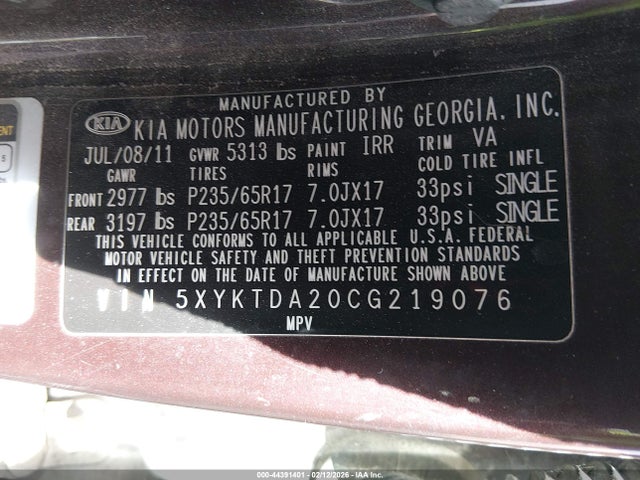 MANUFACTURED BY
KIA KIA MOTORS MANUFACTURING GEORGIA, INC.
JUL/08/11 GVWR 5313 lbs PAINT IRR TRIM VA
GAWR TIRES RIMS COLD TIRE INFL
FRONT 2977 lbs P235/65R17 7.0JX17 33psi SINGLE
REAR 3197 lbs P235/65R17 7.0JX17 33psi SINGLE
THIS VEHICLE CONFORMS TO ALL APPLICABLE U.S.A. FEDERAL
MOTOR VEHICLE SAFETY AND THEFT PREVENTION STANDARDS
IN EFFECT ON THE DATE OF MANUFACTURE SHOWN ABOVE
VIN 5XYKTDA20CG219076
MPV
000-44391401 - 02/12/2026 - IAAI.COM